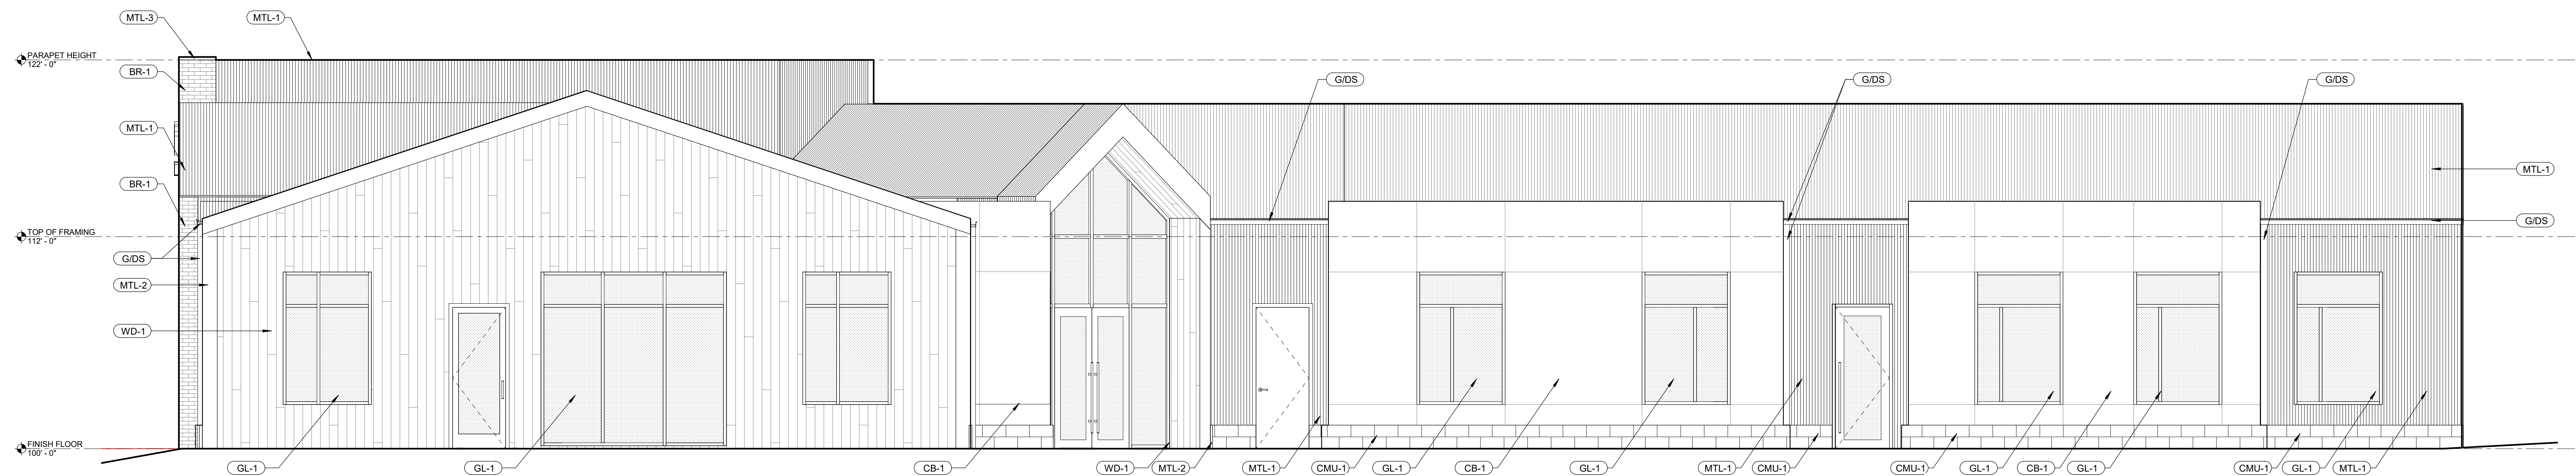 MTL-3
MTL-1
PARAPET HEIGHT
122' - 0"
BR-1
G/DS
G/DS
G/DS
MTL-1
MTL-1
BR-1
G/DS
TOP OF FRAMING
112' - 0"
G/DS
MTL-2
WD-1
FINISH FLOOR
100' - 0"
GL-1
GL-1
CB-1
WD-1
MTL-2
MTL-1
CMU-1
GL-1
CB-1
GL-1
MTL-1
CMU-1
CMU-1
GL-1
CB-1
GL-1
CMU-1
GL-1
MTL-1